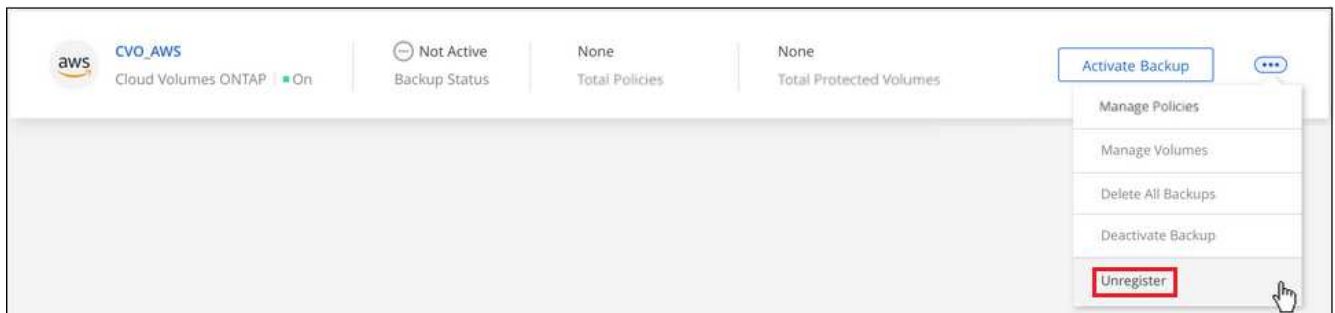 aws
CVO_AWS
Cloud Volumes ONTAP
On
Not Active
Backup Status
None
Total Policies
None
Total Protected Volumes
Activate Backup
Manage Policies
Manage Volumes
Delete All Backups
Deactivate Backup
Unregister